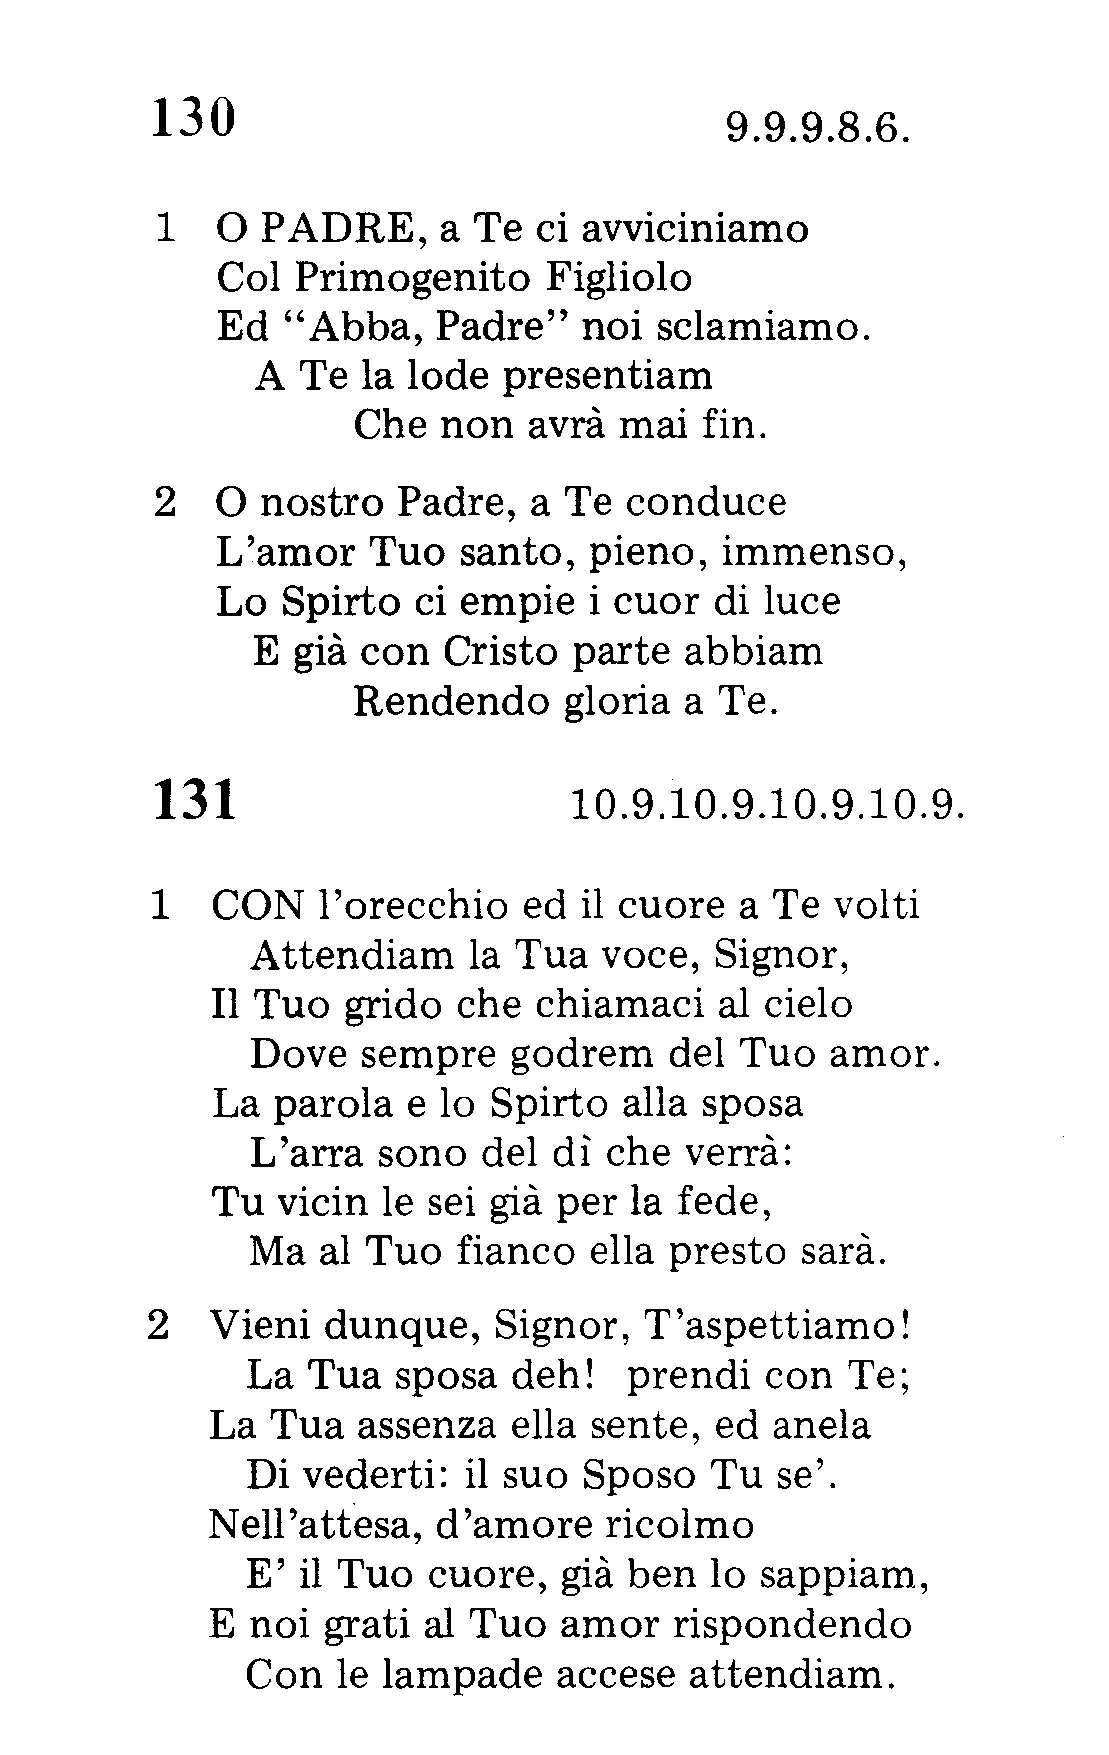 130 9.9.9.8.6.
1 O PADRE, a Te ci avviciniamo
Col Primogenito Figliolo
Ed “Abba, Padre” noi sclamiamo.
A Te la lode presentiam
Che non avrà mai fin.
2 O nostro Padre, a Te conduce
L’amor Tuo santo, pieno, immenso,
Lo Spirto ci empie i cuor di luce
E già con Cristo parte abbiam
Rendendo gloria a Te.
131 10.9.10.9.10.9.10.9.
1 CON l’orecchio ed il cuore a Te volti
Attendiam la Tua voce, Signor,
Il Tuo grido che chiamaci al cielo
Dove sempre godrem del Tuo amor.
La parola e lo Spirto alla sposa
L’arra sono del dì che verrà:
Tu vicin le sei già per la fede,
Ma al Tuo fianco ella presto sarà.
2 Vieni dunque, Signor, T’aspettiamo!
La Tua sposa deh! prendi con Te;
La Tua assenza ella sente, ed anela
Di vederti: il suo Sposo Tu se’.
Nell’attesa, d’amore ricolmo
E’ il Tuo cuore, già ben lo sappiam,
E noi grati al Tuo amor rispondendo
Con le lampade accese attendiam.